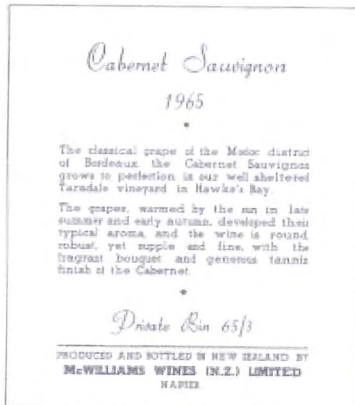 Cabernet Sauvignon
1965
The classical grape of the Medoc district
of Bordeaux the Cabernet Sauvignon
grows to perfection in our well sheltered
Taradale vineyard in Hawke's Bay.
The grapes, warmed by the sun in late
summer and early autumn, developed their
typical aroma, and the wine is round,
robust, yet supple and fine, with the
fragrant bouquet and generous tannis
finish of the Cabernet.
Private Bin 65/3
PRODUCED AND BOTTLED IN NEW ZEALAND BY
McWILLIAMS WINES (N.Z.) LIMITED
NAPIER